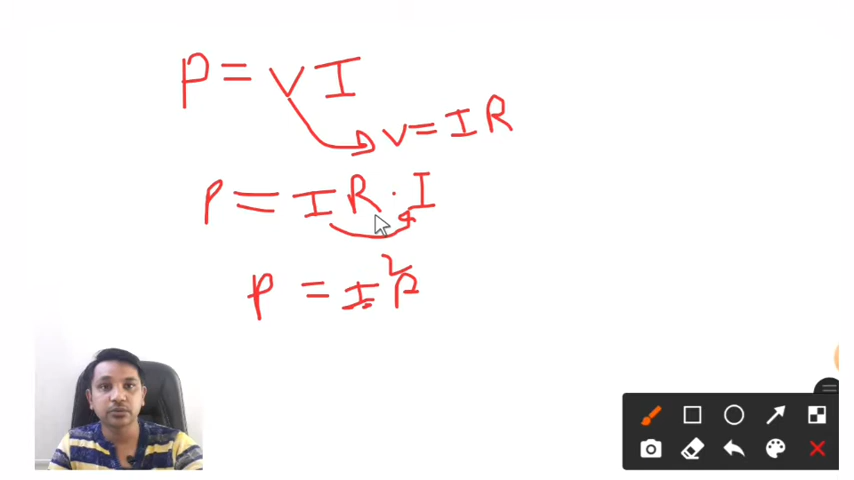 P = VI
V = IR
P = IR · I
P = I²R